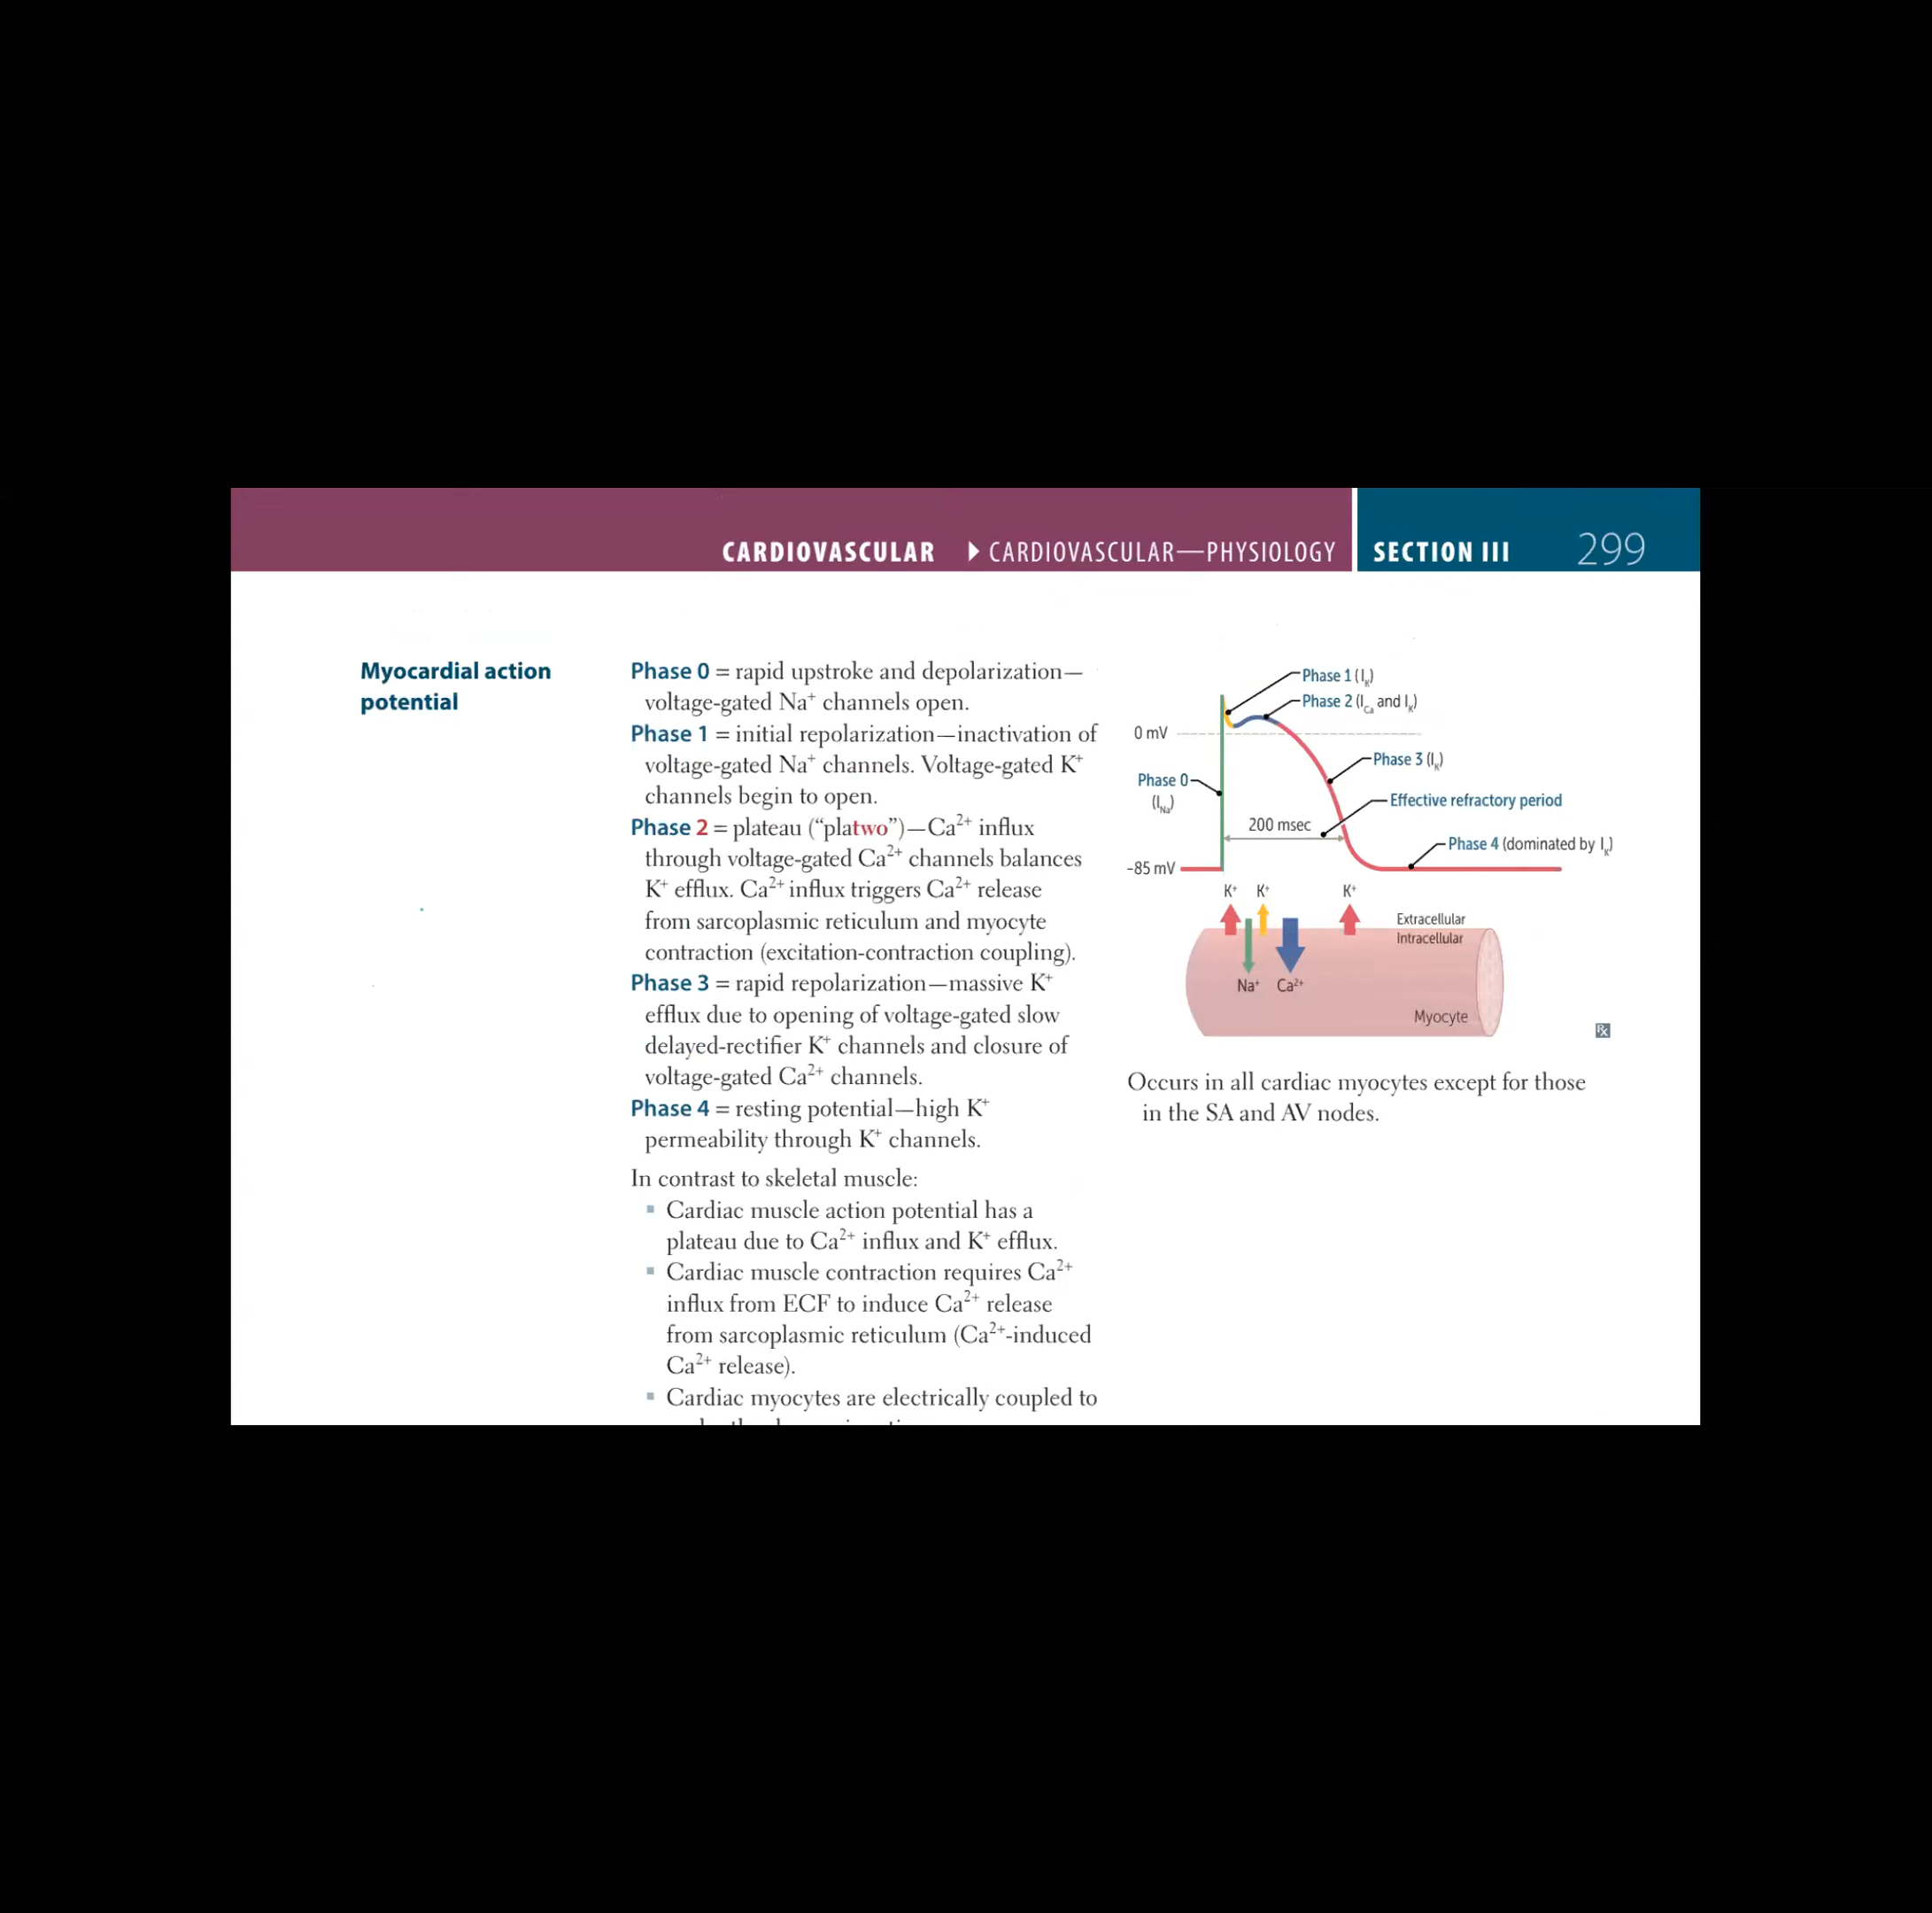 CARDIOVASCULAR ▶ CARDIOVASCULAR—PHYSIOLOGY SECTION III 299
Myocardial action
potential
Phase 0 = rapid upstroke and depolarization—
voltage-gated Na⁺ channels open.
Phase 1 = initial repolarization—inactivation of
voltage-gated Na⁺ channels. Voltage-gated K⁺
channels begin to open.
Phase 2 = plateau (“platwo”)—Ca²⁺ influx
through voltage-gated Ca²⁺ channels balances
K⁺ efflux. Ca²⁺ influx triggers Ca²⁺ release
from sarcoplasmic reticulum and myocyte
contraction (excitation-contraction coupling).
Phase 3 = rapid repolarization—massive K⁺
efflux due to opening of voltage-gated slow
delayed-rectifier K⁺ channels and closure of
voltage-gated Ca²⁺ channels.
Phase 4 = resting potential—high K⁺
permeability through K⁺ channels.
In contrast to skeletal muscle:
▪ Cardiac muscle action potential has a
plateau due to Ca²⁺ influx and K⁺ efflux.
▪ Cardiac muscle contraction requires Ca²⁺
influx from ECF to induce Ca²⁺ release
from sarcoplasmic reticulum (Ca²⁺-induced
Ca²⁺ release).
▪ Cardiac myocytes are electrically coupled to
Phase 1 (I_K)
Phase 2 (I_Ca and I_K)
0 mV
Phase 3 (I_K)
Phase 0
(I_Na)
Effective refractory period
200 msec
Phase 4 (dominated by I_K)
-85 mV
K⁺ K⁺ K⁺
Extracellular
Intracellular
Na⁺ Ca²⁺
Myocyte
Rx
Occurs in all cardiac myocytes except for those
in the SA and AV nodes.